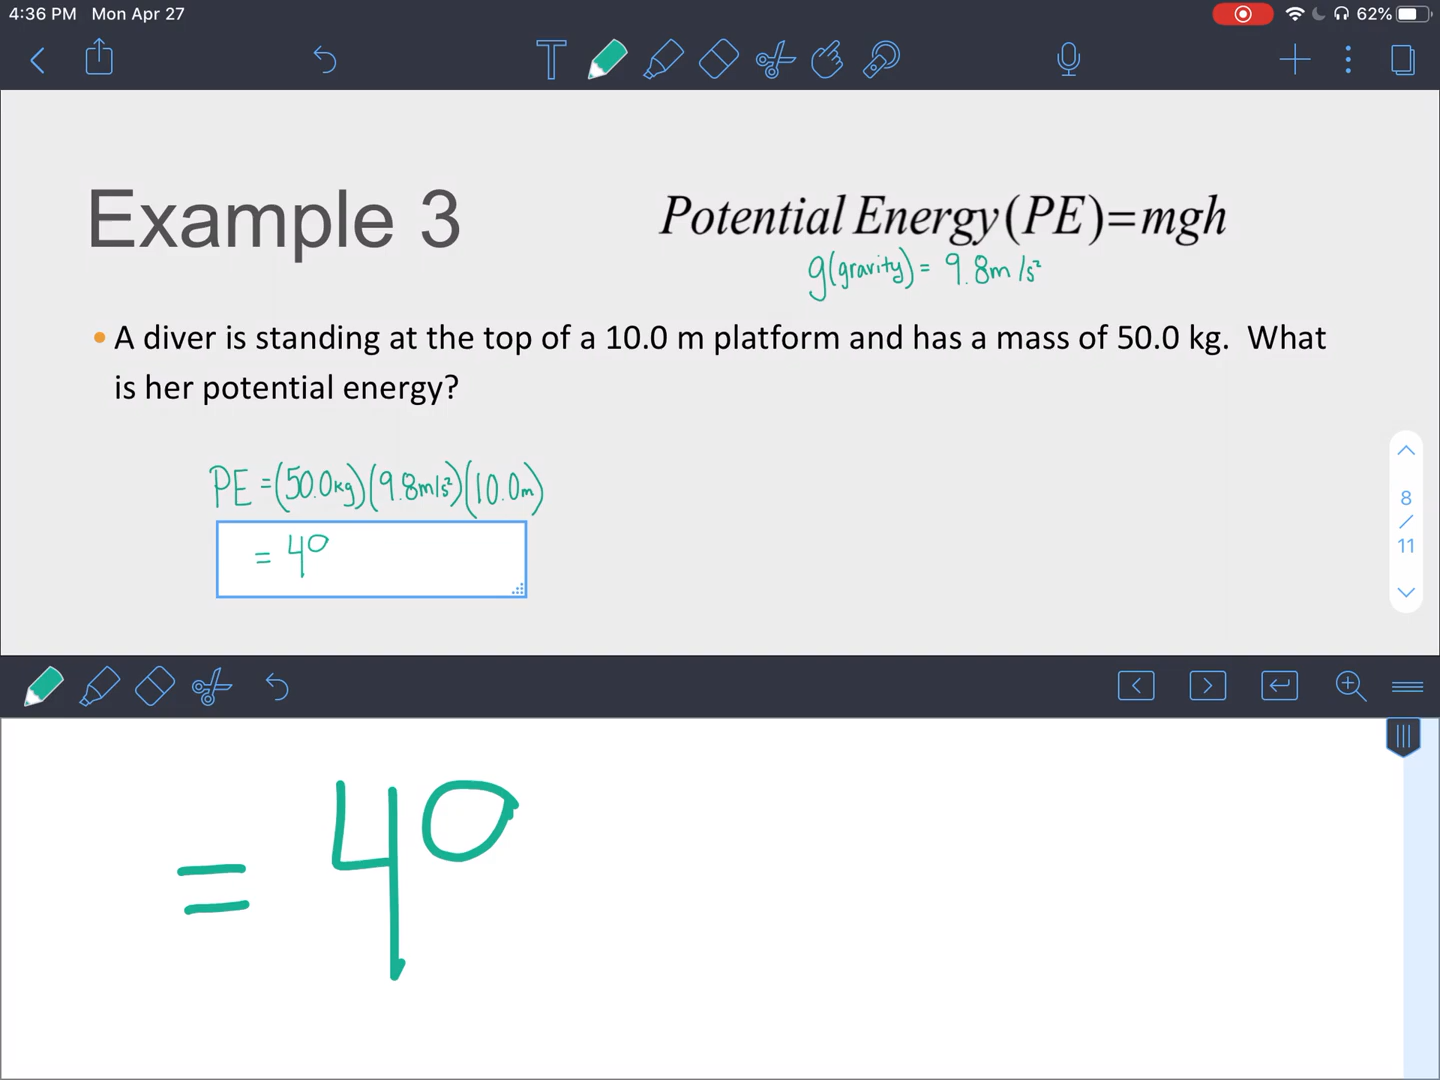 4:36 PM Mon Apr 27 62%
T
Example 3
Potential Energy(PE)=mgh
g(gravity) = 9.8m/s²
• A diver is standing at the top of a 10.0 m platform and has a mass of 50.0 kg. What
is her potential energy?
PE =(50.0kg)(9.8m/s²)(10.0m)
= 4
8
/
11
= 4